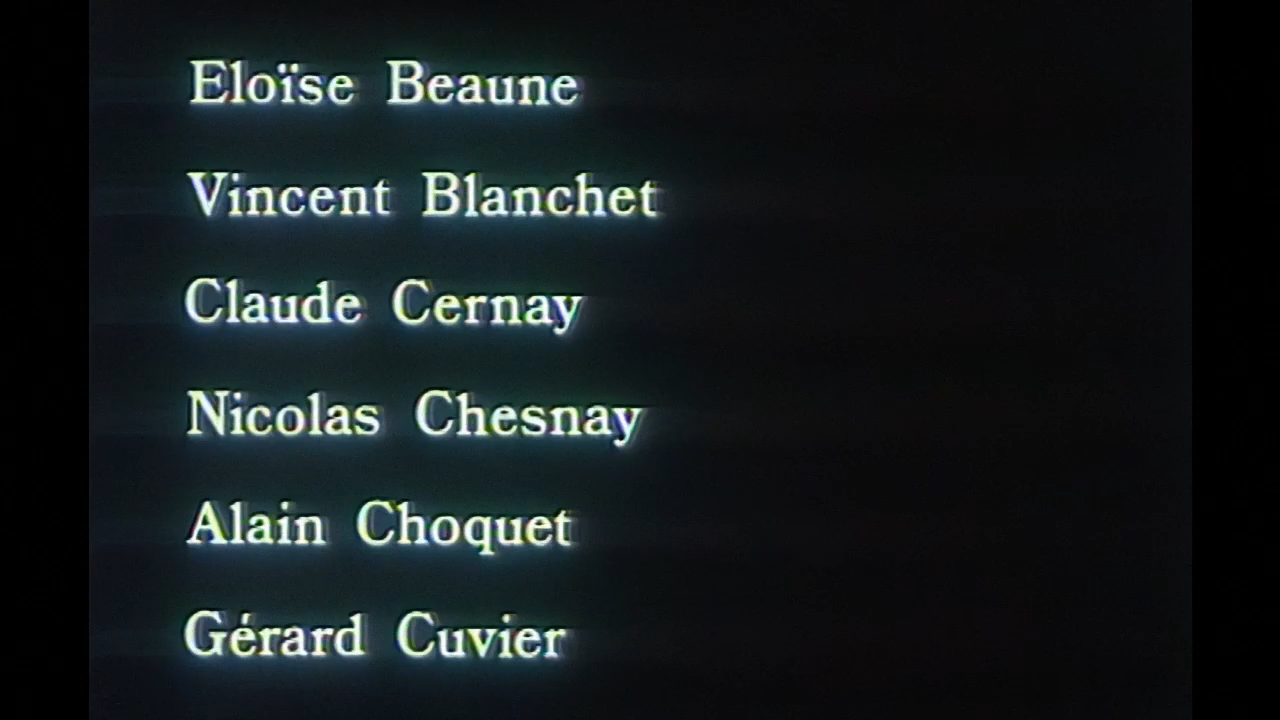 Eloïse Beaune
Vincent Blanchet
Claude Cernay
Nicolas Chesnay
Alain Choquet
Gérard Cuvier